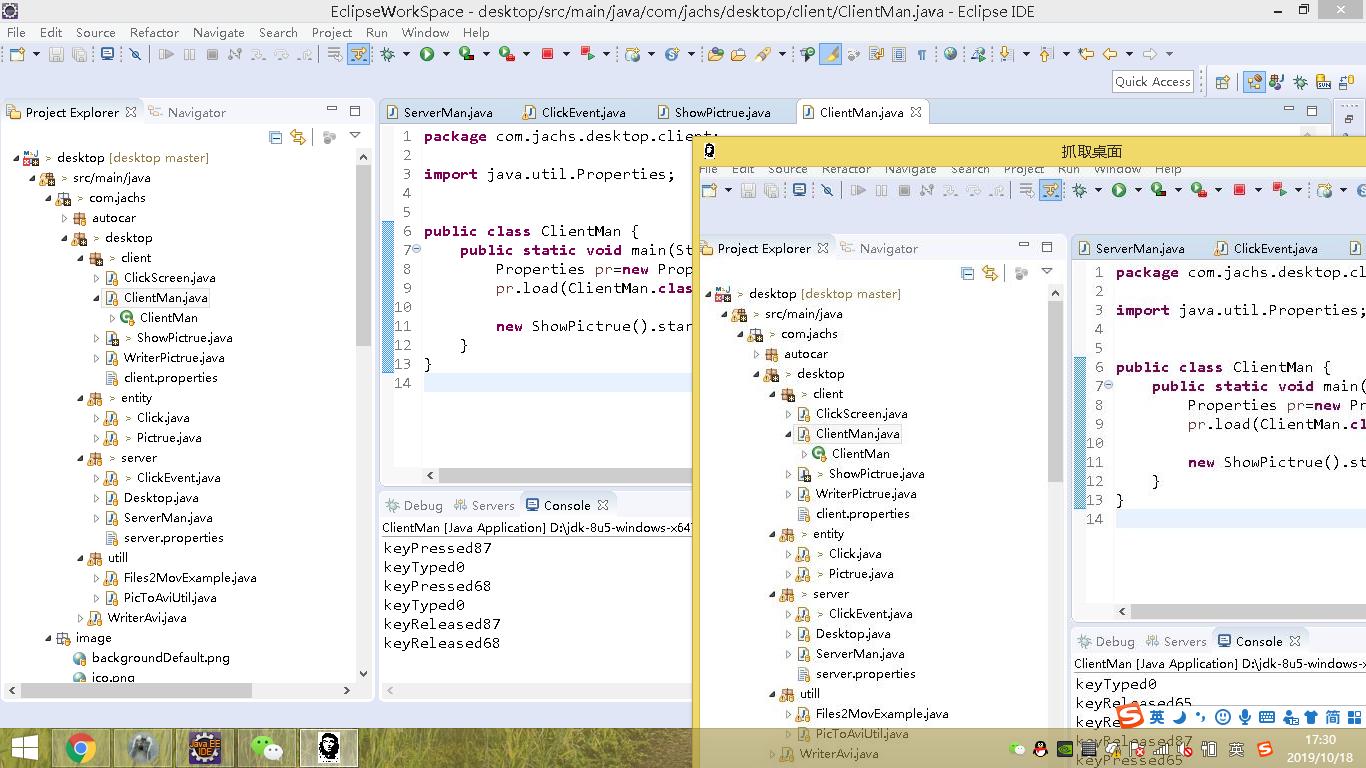 EclipseWorkSpace - desktop/src/main/java/com/jachs/desktop/client/ClientMan.java - Eclipse IDE
File Edit Source Refactor Navigate Search Project Run Window Help
Quick Access
Project Explorer
Navigator
> desktop [desktop master]
> src/main/java
> com.jachs
autocar
> desktop
> client
ClickScreen.java
ClientMan.java
ClientMan
> ShowPictrue.java
WriterPictrue.java
client.properties
> entity
> Click.java
> Pictrue.java
> server
> ClickEvent.java
Desktop.java
ServerMan.java
server.properties
utill
Files2MovExample.java
PicToAviUtil.java
WriterAvi.java
image
backgroundDefault.png
ico.png
ServerMan.java
ClickEvent.java
ShowPictrue.java
ClientMan.java
1 package com.jachs.desktop.client;
2
3 import java.util.Properties;
4
5
6 public class ClientMan {
7 public static void main(St
8 Properties pr=new Prop
9 pr.load(ClientMan.clas
10
11 new ShowPictrue().star
12 }
13 }
14
Debug Servers Console
ClientMan [Java Application] D:\jdk-8u5-windows-x64
keyPressed87
keyTyped0
keyPressed68
keyTyped0
keyReleased87
keyReleased68
抓取桌面
File Edit Source Refactor Navigate Search Project Run Window Help
Project Explorer
Navigator
> desktop [desktop master]
> src/main/java
> com.jachs
autocar
> desktop
> client
ClickScreen.java
ClientMan.java
ClientMan
> ShowPictrue.java
WriterPictrue.java
client.properties
> entity
> Click.java
> Pictrue.java
> server
> ClickEvent.java
Desktop.java
ServerMan.java
server.properties
utill
Files2MovExample.java
PicToAviUtil.java
WriterAvi.java
ServerMan.java
ClickEvent.java
1 package com.jachs.desktop.cl
2
3 import java.util.Properties;
4
5
6 public class ClientMan {
7 public static void main(
8 Properties pr=new Pr
9 pr.load(ClientMan.cl
10
11 new ShowPictrue().st
12 }
13 }
14
Debug Servers Console
ClientMan [Java Application] D:\jdk-8u5-windows-x
keyTyped0
keyReleased65
keyReleased87
keyPressed65
英
简
Java EE
IDE
英
17:30
2019/10/18